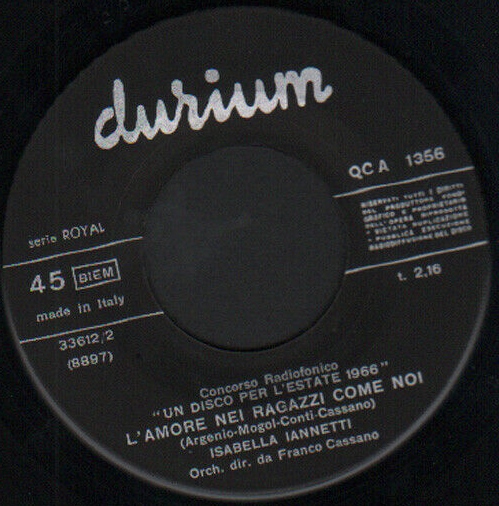 durium
QCA 1356
RISERVATI TUTTI I DIRITTI
DEL PRODUTTORE FONO-
GRAFICO E PROPRIETARIO
DELL'OPERA RIPRODOTTA
- VIETATA DUPLICAZIONE
- PUBBLICA ESECUZIONE
RADIODIFFUSIONE DEL DISCO
serie ROYAL
45 BIEM
t. 2.16
made in Italy
33612/2
(8897)
Concorso Radiofonico
"UN DISCO PER L'ESTATE 1966"
L'AMORE NEI RAGAZZI COME NOI
(Argenio-Mogol-Conti-Cassano)
ISABELLA IANNETTI
Orch. dir. da Franco Cassano